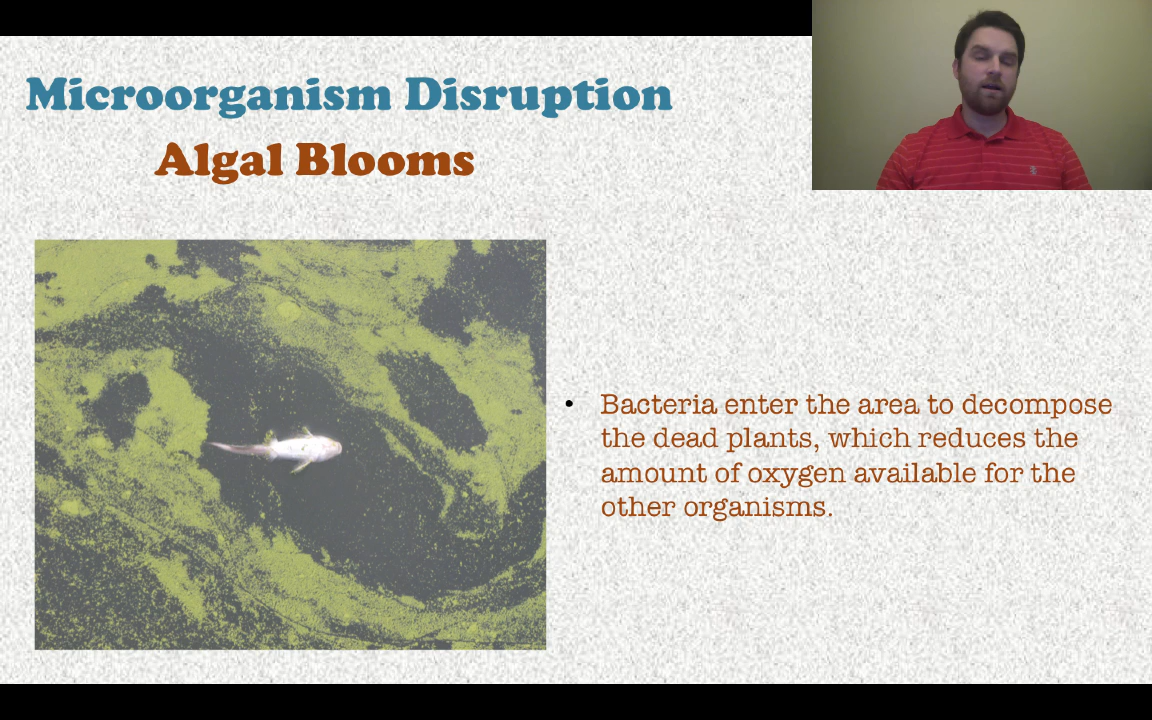 Microorganism Disruption
Algal Blooms
• Bacteria enter the area to decompose
the dead plants, which reduces the
amount of oxygen available for the
other organisms.